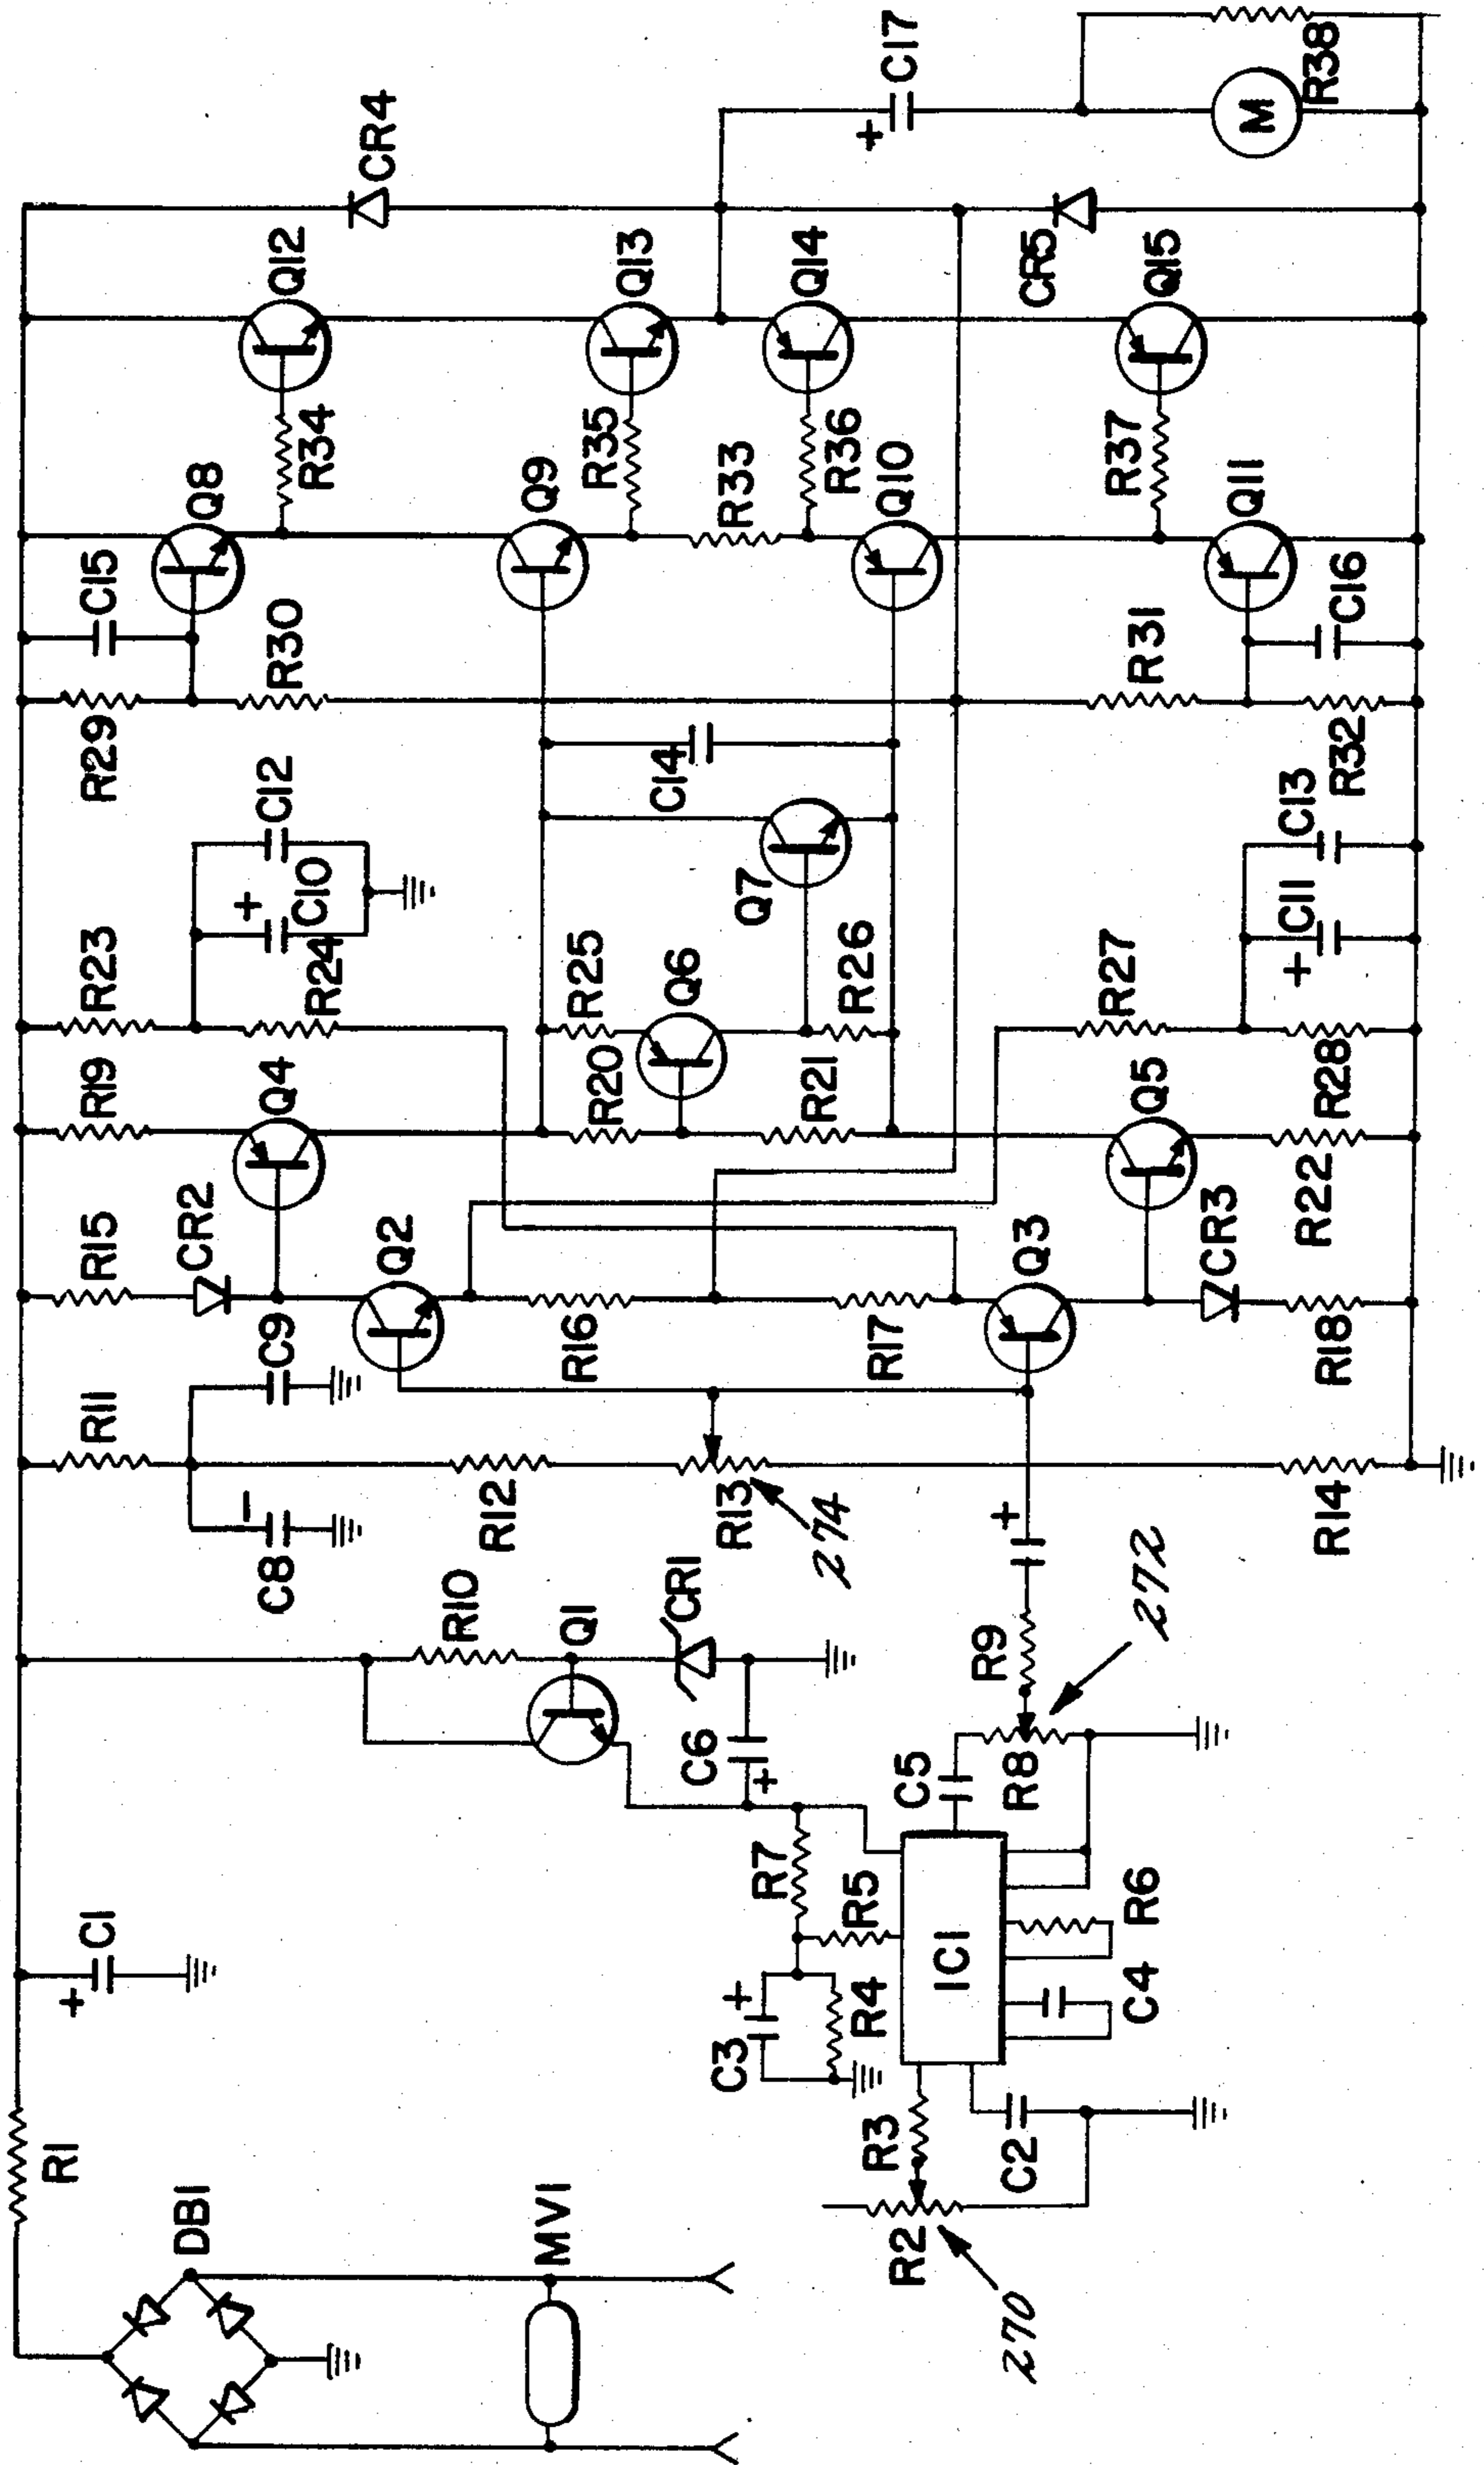 R1
DB1
MV1
+
C1
R2
270
R3
C2
C3
+
R4
R5
R7
IC1
C4
R6
C5
R8
272
R9
+
C6
+
CR1
Q1
R10
C8
-
C9
R11
R12
R13
274
R14
R15
CR2
Q2
R16
R17
Q3
CR3
R18
R19
Q4
R20
R21
Q5
R22
R23
R24
+
C10
C12
R25
Q6
R26
Q7
C14
+
R27
R28
+
C11
C13
R29
R30
C15
R31
R32
C16
Q8
Q9
R33
Q10
Q11
R34
R35
R36
R37
Q12
Q13
Q14
Q15
CR4
CR5
+
C17
M
R38